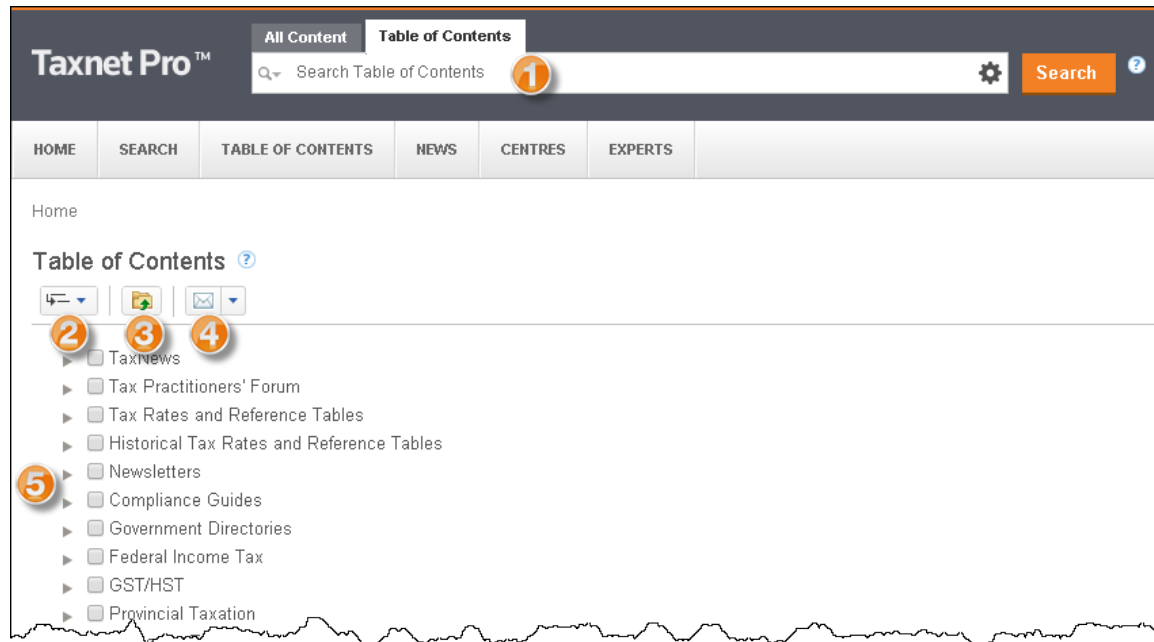 All Content Table of Contents
Taxnet Pro™
Search Table of Contents 1 Search ?
HOME SEARCH TABLE OF CONTENTS NEWS CENTRES EXPERTS
Home
Table of Contents ?
2 3 4
TaxNews
Tax Practitioners' Forum
Tax Rates and Reference Tables
Historical Tax Rates and Reference Tables
Newsletters
5
Compliance Guides
Government Directories
Federal Income Tax
GST/HST
Provincial Taxation